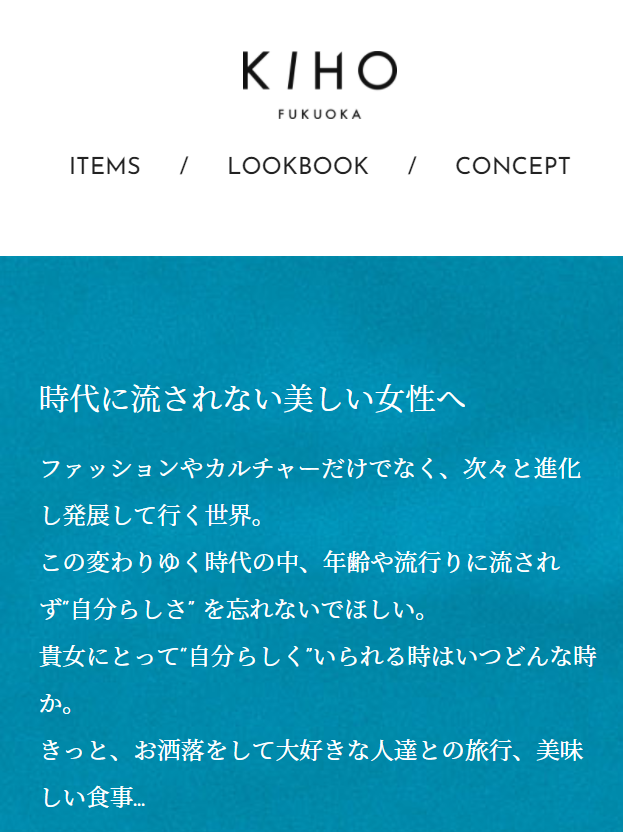 KIHO
FUKUOKA
ITEMS / LOOKBOOK / CONCEPT
時代に流されない美しい女性へ
ファッションやカルチャーだけでなく、次々と進化
し発展して行く世界。
この変わりゆく時代の中、年齢や流行りに流され
ず"自分らしさ" を忘れないでほしい。
貴女にとって"自分らしく"いられる時はいつどんな時
か。
きっと、お洒落をして大好きな人達との旅行、美味
しい食事...